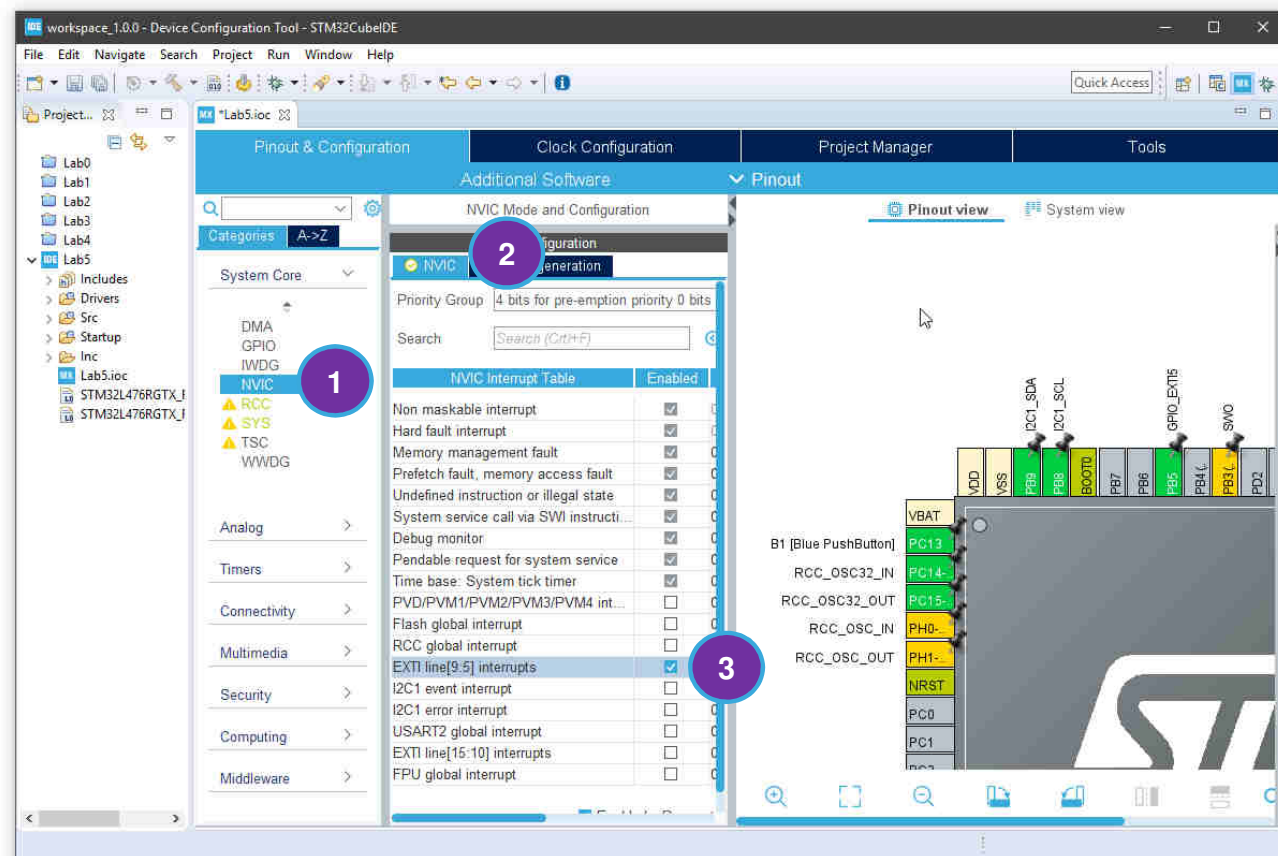 workspace_1.0.0 - Device Configuration Tool - STM32CubeIDE
File Edit Navigate Search Project Run Window Help
Quick Access
Project...
*Lab5.ioc
Lab0
Lab1
Lab2
Lab3
Lab4
Lab5
Includes
Drivers
Src
Startup
Inc
Lab5.ioc
STM32L476RGTX_F
STM32L476RGTX_F
Pinout & Configuration
Clock Configuration
Project Manager
Tools
Additional Software
Pinout
Categories
A->Z
System Core
DMA
GPIO
IWDG
NVIC
RCC
SYS
TSC
WWDG
Analog
Timers
Connectivity
Multimedia
Security
Computing
Middleware
1
NVIC Mode and Configuration
2
NVIC
Priority Group 4 bits for pre-emption priority 0 bits
Search Search (Crtl+F)
NVIC Interrupt Table Enabled
Non maskable interrupt
Hard fault interrupt
Memory management fault
Prefetch fault, memory access fault
Undefined instruction or illegal state
System service call via SWI instructi...
Debug monitor
Pendable request for system service
Time base: System tick timer
PVD/PVM1/PVM2/PVM3/PVM4 int...
Flash global interrupt
RCC global interrupt
EXTI line[9:5] interrupts
I2C1 event interrupt
I2C1 error interrupt
USART2 global interrupt
EXTI line[15:10] interrupts
FPU global interrupt
3
Pinout view
System view
I2C1_SDA
I2C1_SCL
GPIO_EXTI5
SWO
VDD
VSS
PB9
PB8
BOOT0
PB7
PB6
PB5
PB4 (..
PB3 (..
PD2
VBAT
B1 [Blue PushButton] PC13
RCC_OSC32_IN PC14-..
RCC_OSC32_OUT PC15-..
RCC_OSC_IN PH0-..
RCC_OSC_OUT PH1-..
NRST
PC0
PC1